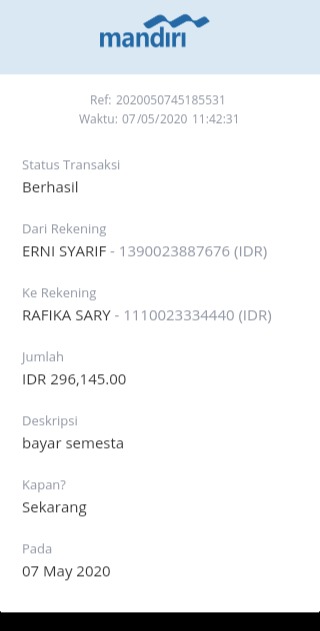 mandiri
Ref: 2020050745185531
Waktu: 07/05/2020 11:42:31
Status Transaksi
Berhasil
Dari Rekening
ERNI SYARIF - 1390023887676 (IDR)
Ke Rekening
RAFIKA SARY - 1110023334440 (IDR)
Jumlah
IDR 296,145.00
Deskripsi
bayar semesta
Kapan?
Sekarang
Pada
07 May 2020